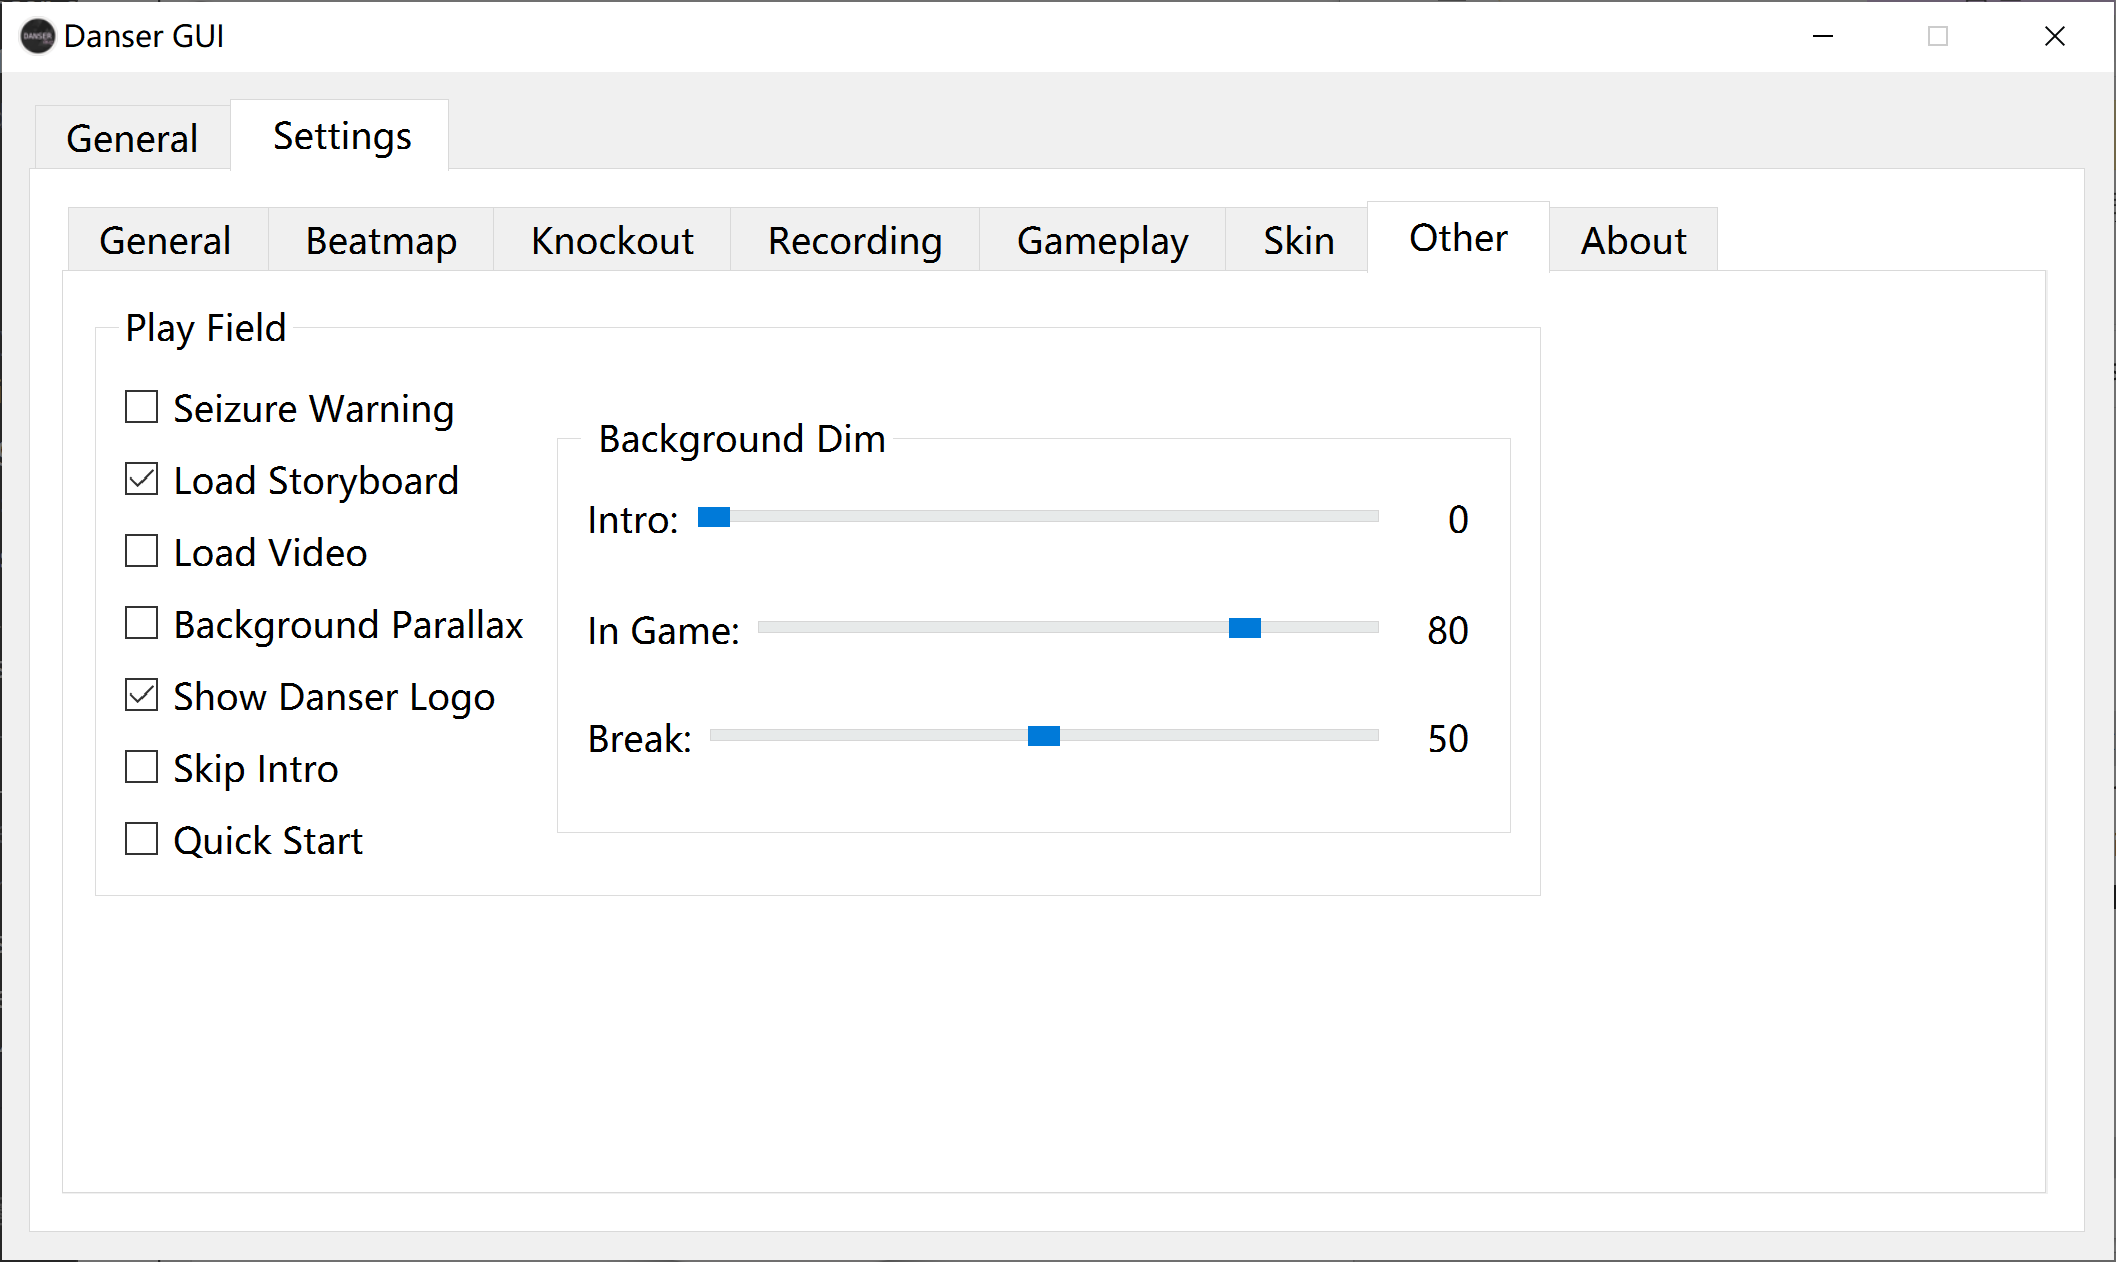 Danser GUI
General Settings
General Beatmap Knockout Recording Gameplay Skin Other About
Play Field
Seizure Warning
Load Storyboard
Load Video
Background Parallax
Show Danser Logo
Skip Intro
Quick Start
Background Dim
Intro: 0
In Game: 80
Break: 50